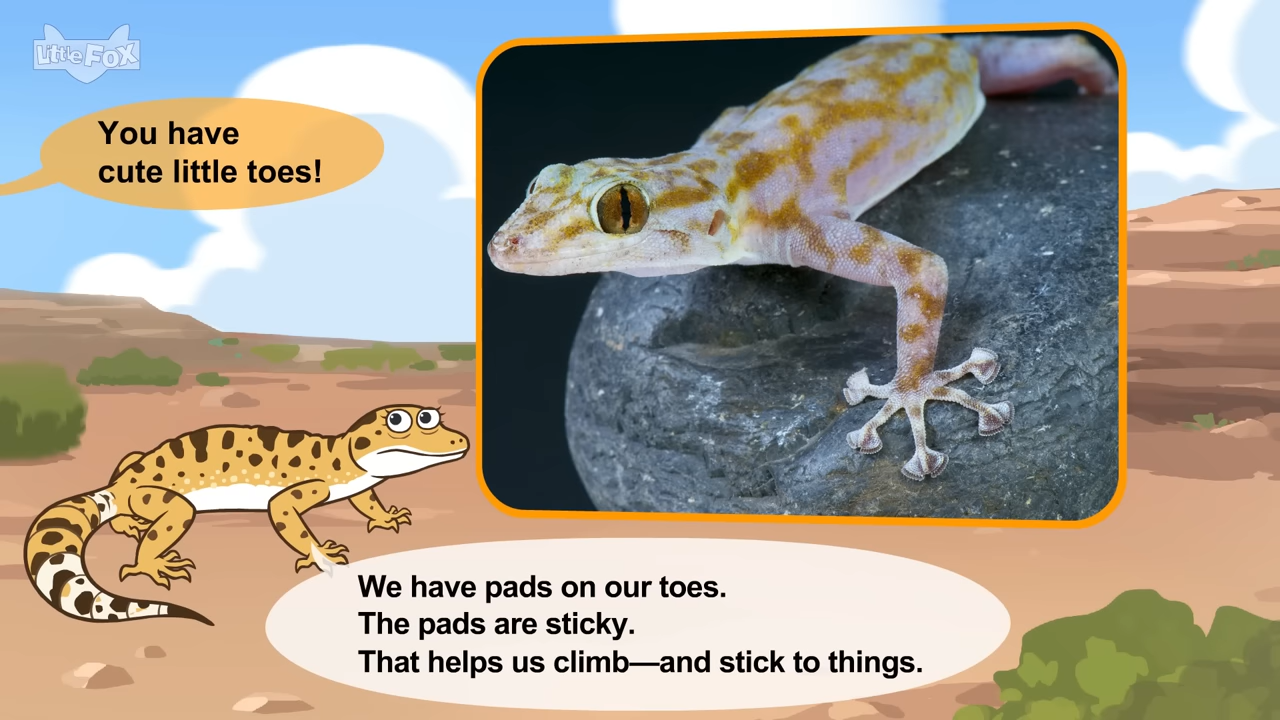 Little Fox
You have
cute little toes!
We have pads on our toes.
The pads are sticky.
That helps us climb—and stick to things.